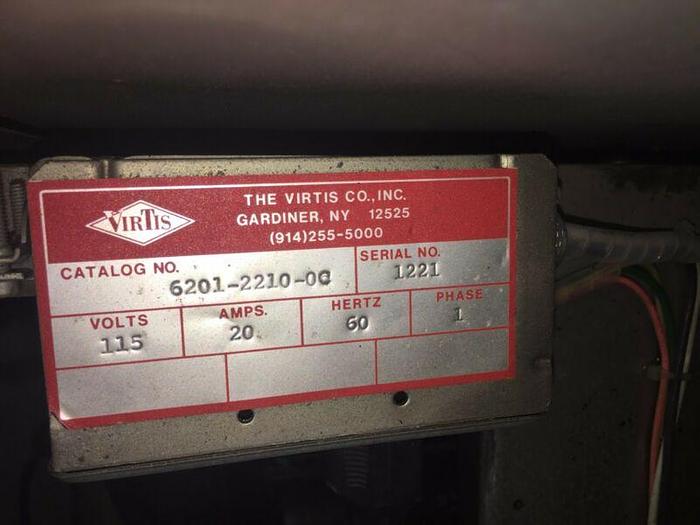 VIRTIS
THE VIRTIS CO., INC.
GARDINER, NY 12525
(914)255-5000
CATALOG NO.
6201-2210-00
SERIAL NO.
1221
VOLTS
115
AMPS.
20
HERTZ
60
PHASE
1